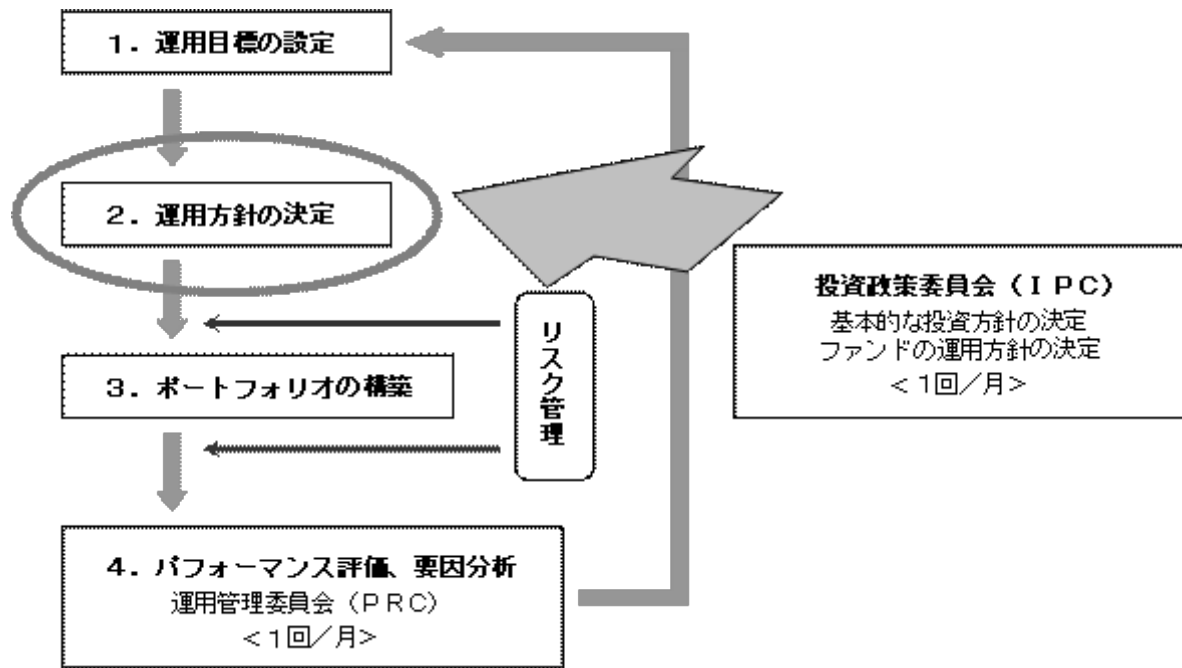 １．運用目標の設定
２．運用方針の決定
投資政策委員会（ＩＰＣ）
基本的な投資方針の決定
ファンドの運用方針の決定
＜１回／月＞
リスク管理
３．ポートフォリオの構築
４．パフォーマンス評価、要因分析
運用管理委員会（ＰＲＣ）
＜１回／月＞